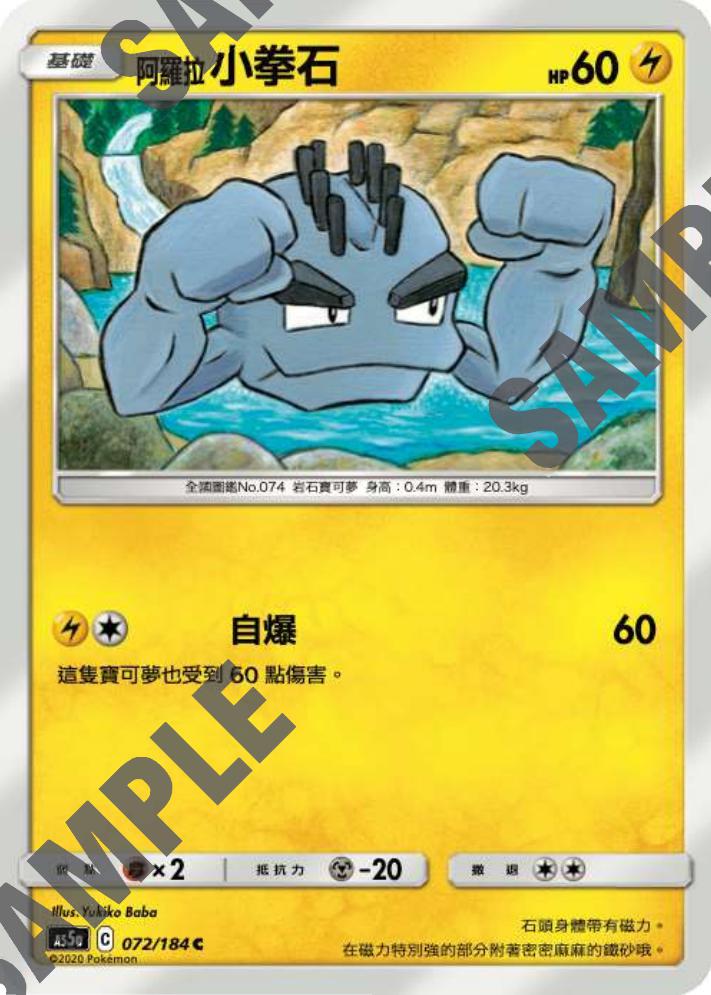 基礎 阿羅拉 小拳石 HP60
全國圖鑑No.074 岩石寶可夢 身高：0.4m 體重：20.3kg
自爆 60
這隻寶可夢也受到 60 點傷害。
弱點 ×2 抵抗力 -20 撤退
Illus. Yukiko Baba
AS5a C 072/184 C
©2020 Pokémon
石頭身體帶有磁力。
在磁力特別強的部分附著密密麻麻的鐵砂哦。
SAMPLE
SAMPLE
SAMPLE